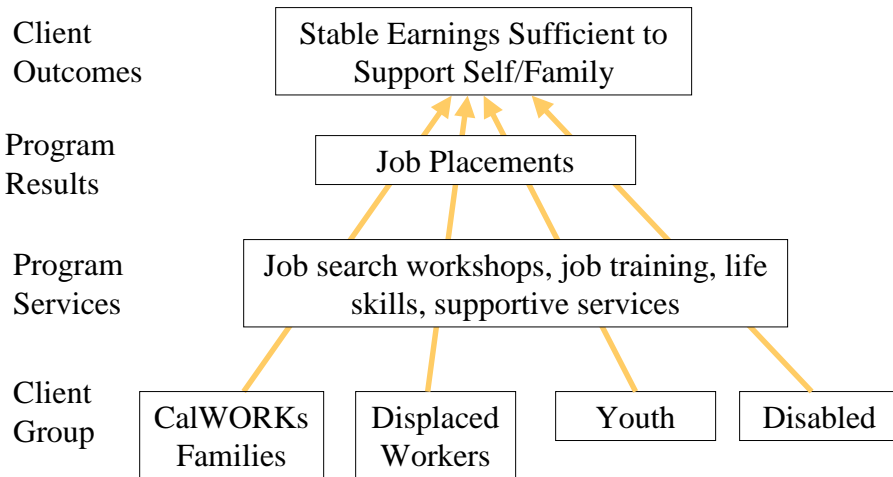 Client
Outcomes
Stable Earnings Sufficient to
Support Self/Family
Program
Results
Job Placements
Program
Services
Job search workshops, job training, life
skills, supportive services
Client
Group
CalWORKs
Families
Displaced
Workers
Youth
Disabled